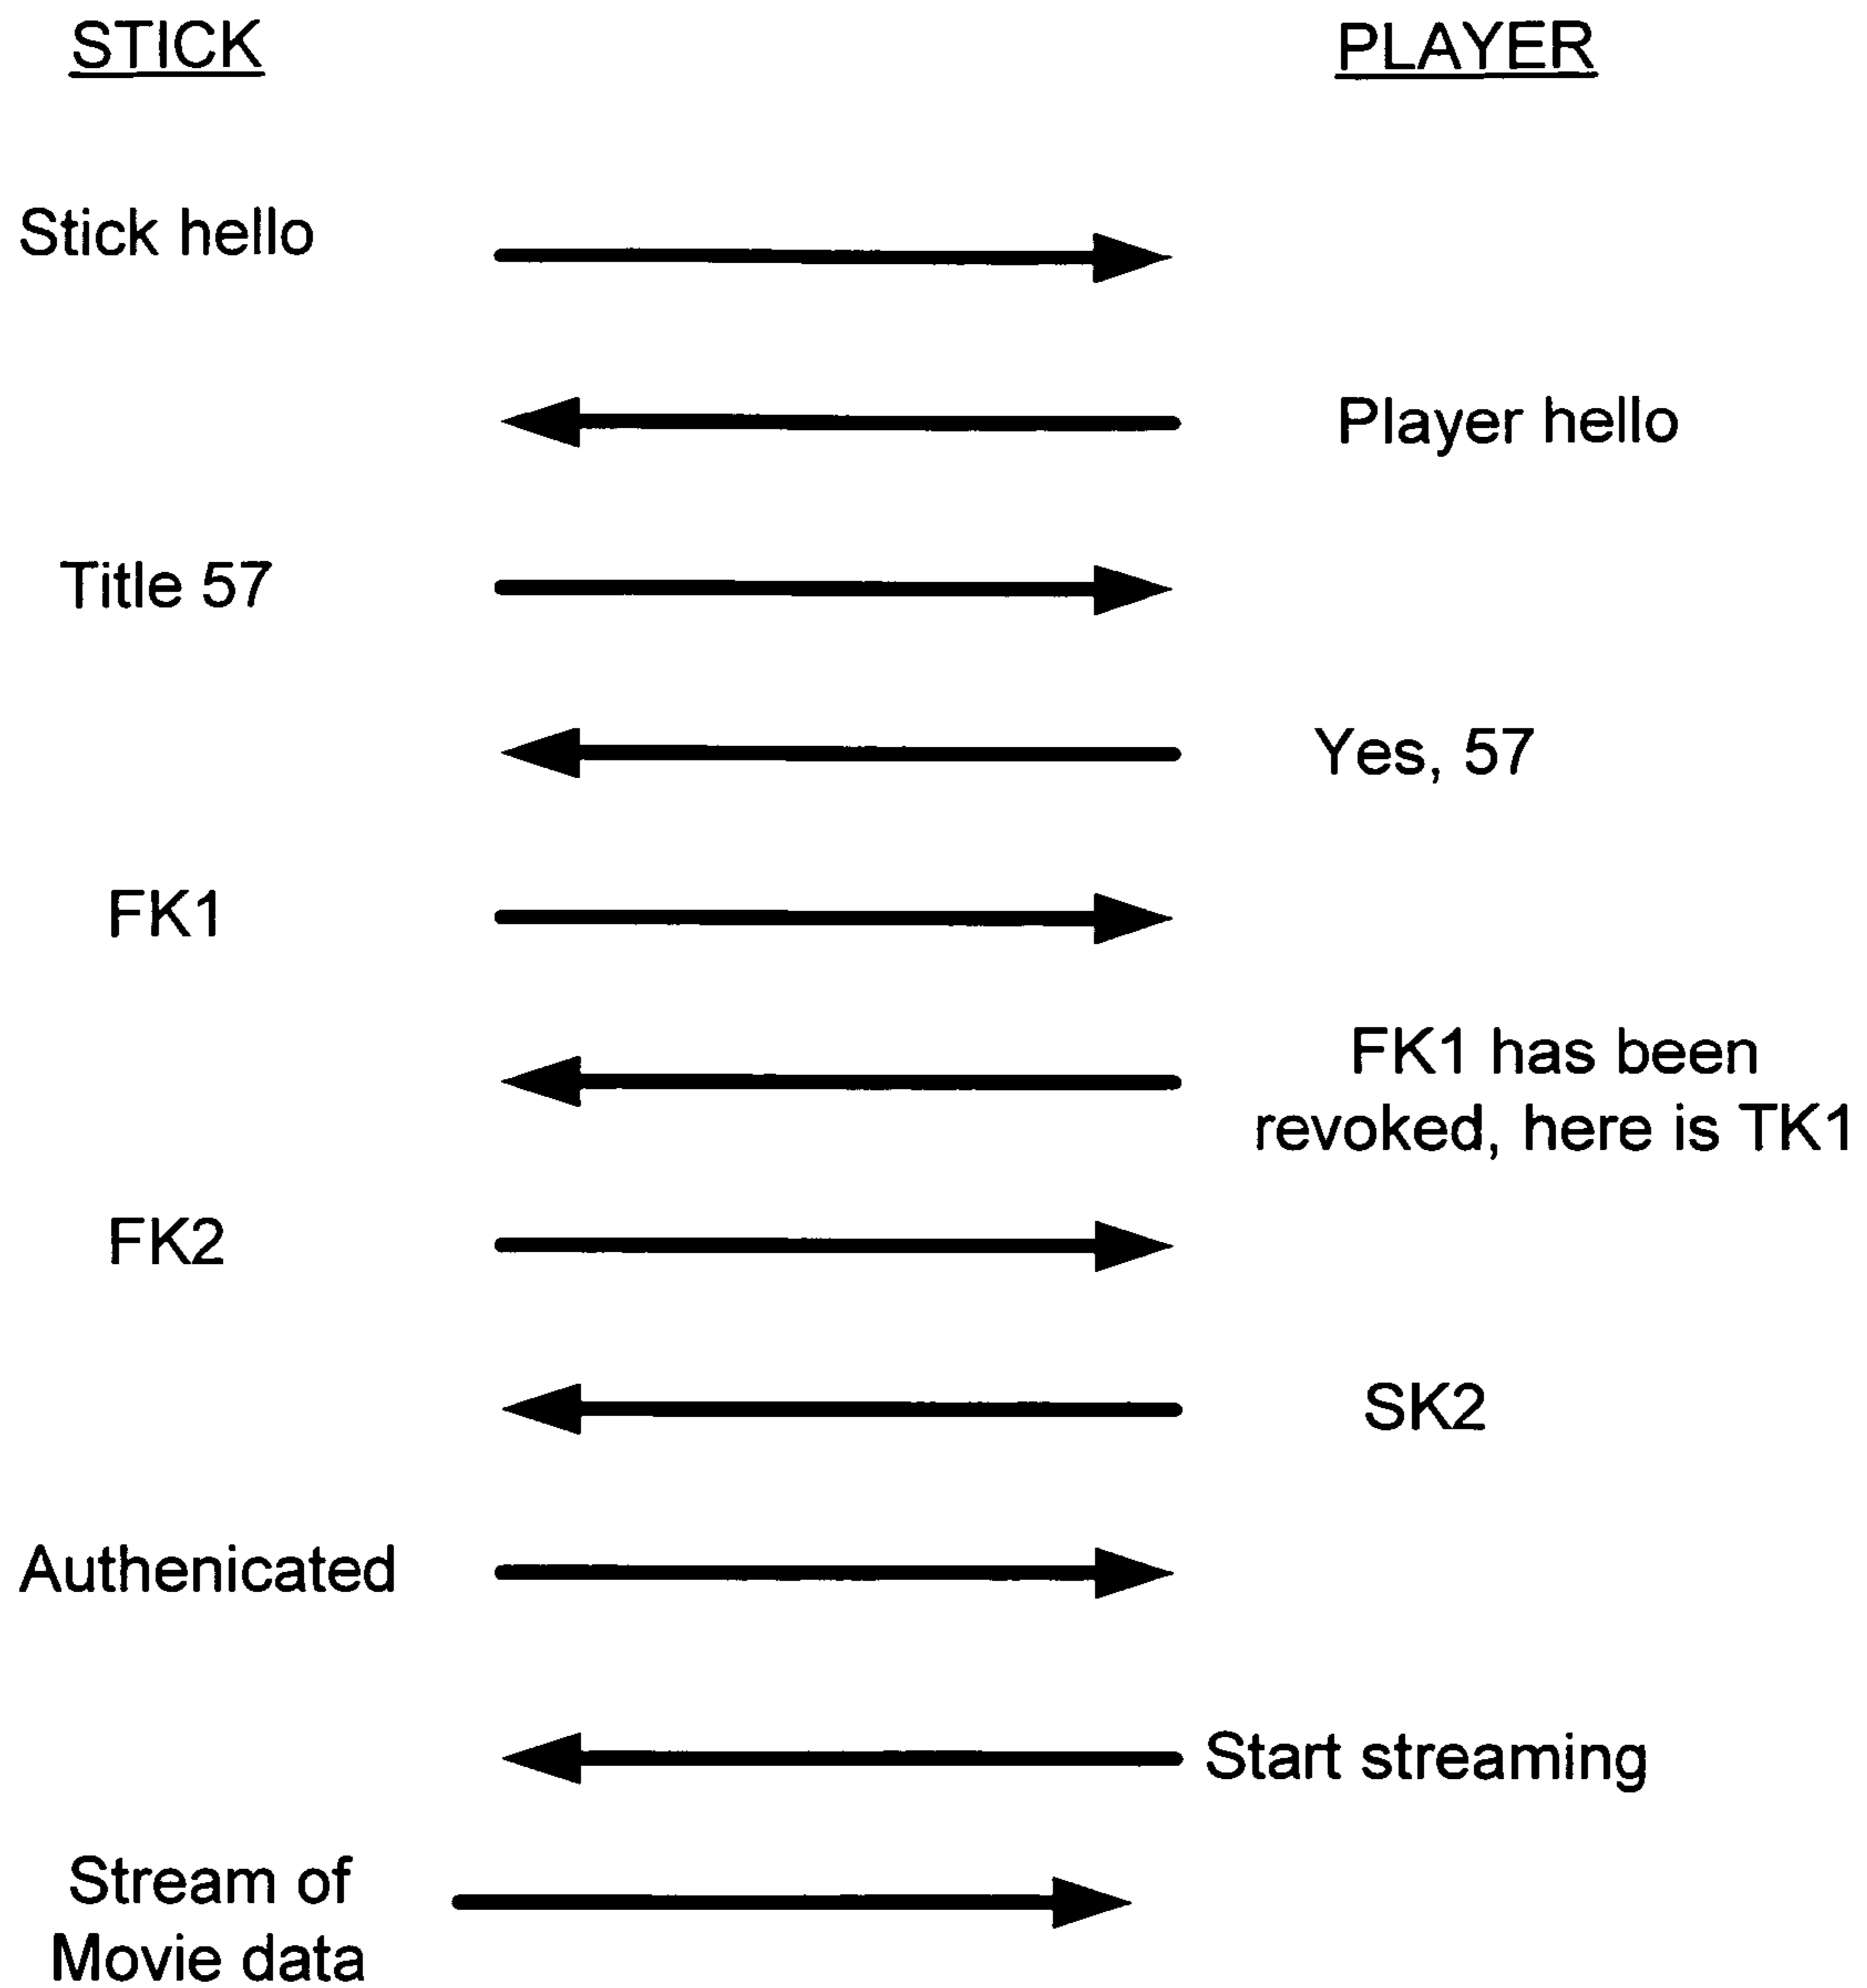 STICK
PLAYER
Stick hello
Player hello
Title 57
Yes, 57
FK1
FK1 has been
revoked, here is TK1
FK2
SK2
Authenicated
Start streaming
Stream of
Movie data